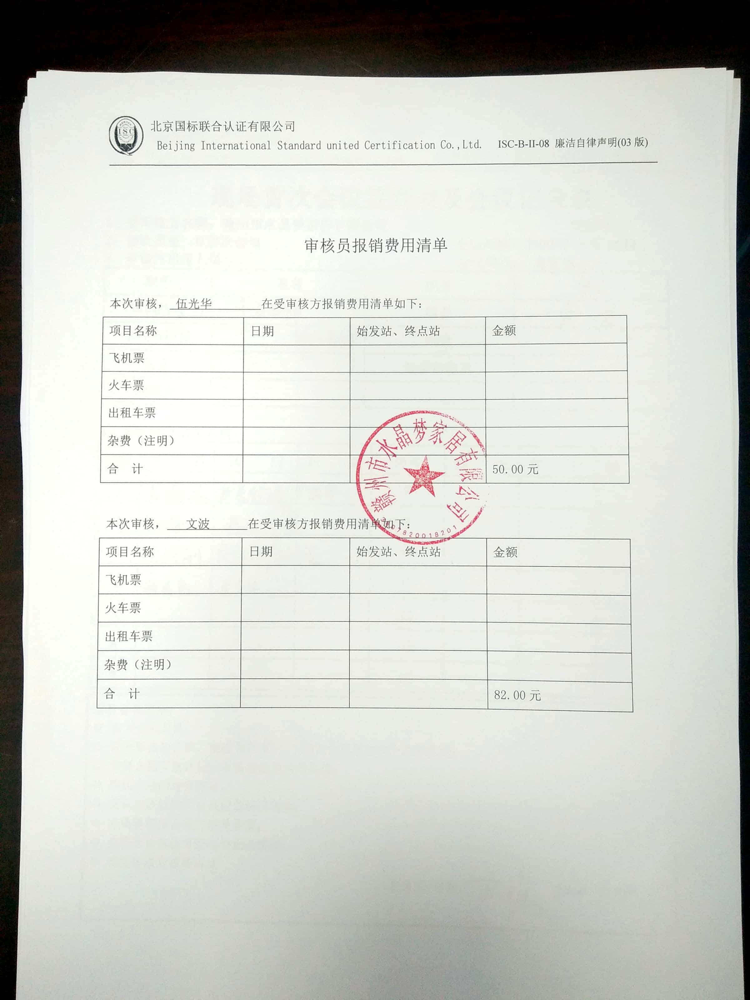 ISC
北京国标联合认证有限公司
Beijing International Standard united Certification Co.,Ltd. ISC-B-II-08 廉洁自律声明(03 版)
审核员报销费用清单
本次审核， 伍光华 在受审核方报销费用清单如下：
项目名称 日期 始发站、终点站 金额
飞机票
火车票
出租车票
杂费（注明）
合 计 50.00 元
赣州市水晶梦家居有限公司
本次审核， 文波 在受审核方报销费用清单如下：
项目名称 日期 始发站、终点站 金额
飞机票
火车票
出租车票
杂费（注明）
合 计 82.00 元